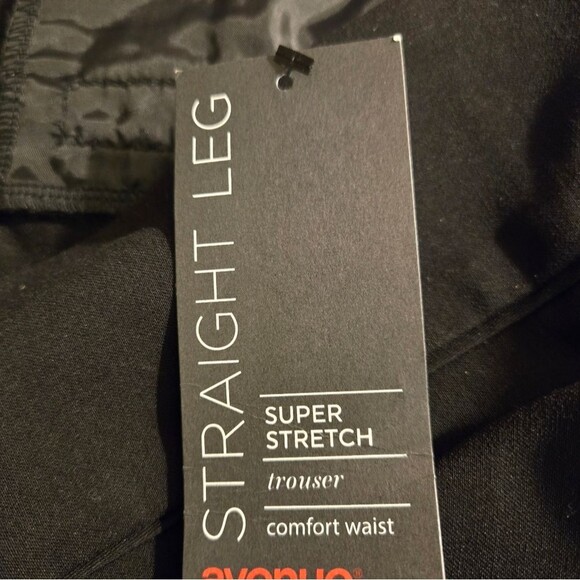 STRAIGHT LEG
SUPER
STRETCH
trouser
comfort waist
avenue®